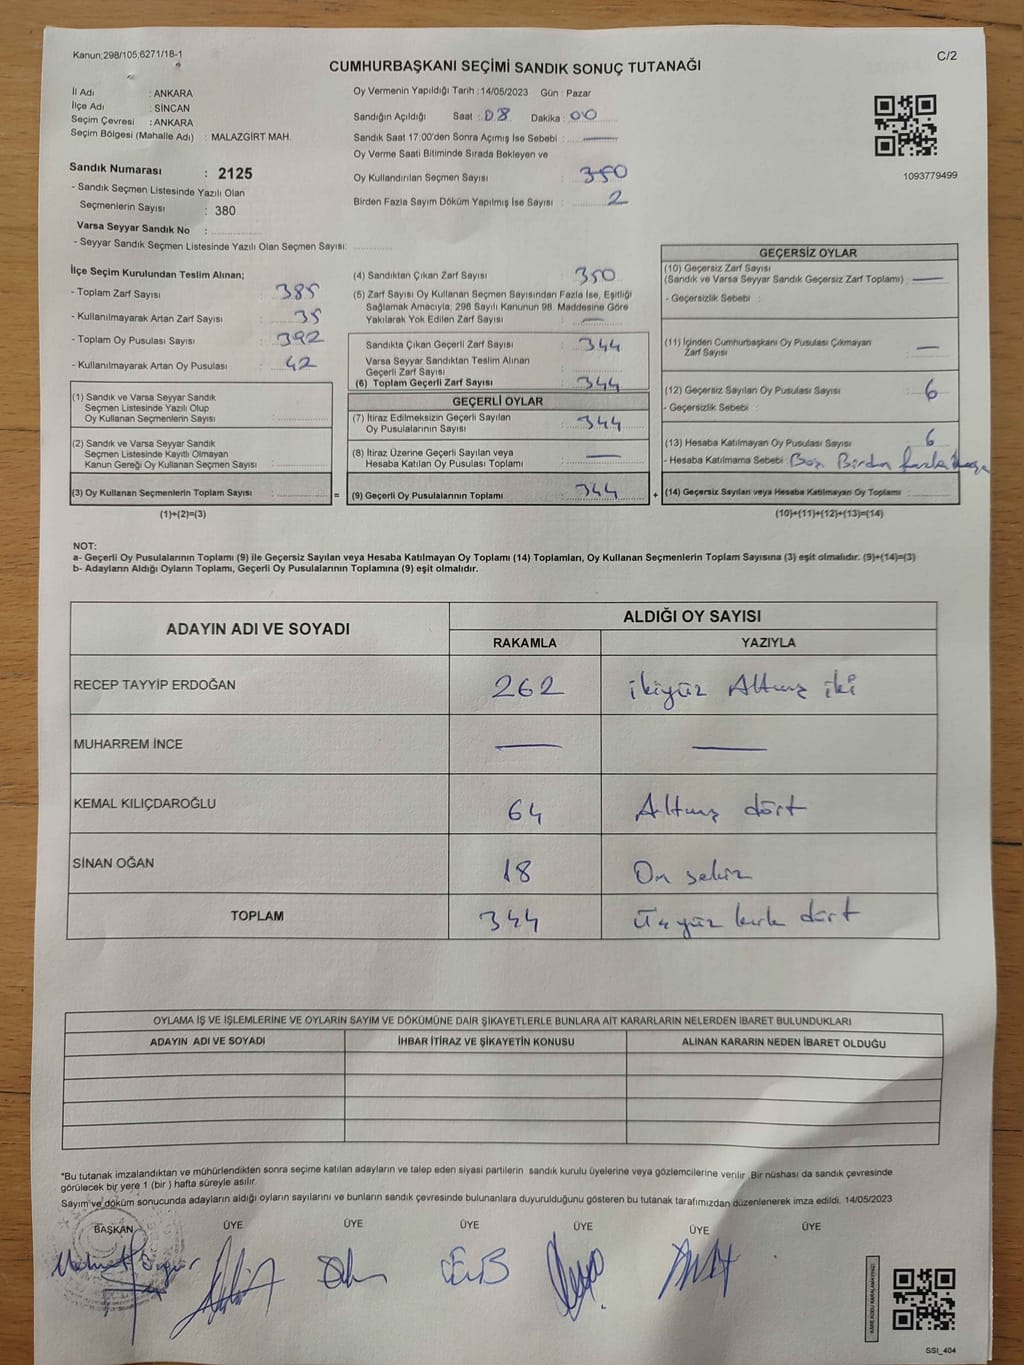 Kanun;298/105;6271/18-1
C/2
CUMHURBAŞKANI SEÇİMİ SANDIK SONUÇ TUTANAĞI
İl Adı : ANKARA
İlçe Adı : SİNCAN
Seçim Çevresi : ANKARA
Seçim Bölgesi (Mahalle Adı) : MALAZGİRT MAH.
Oy Vermenin Yapıldığı Tarih :14/05/2023 Gün : Pazar
Sandığın Açıldığı Saat : 08 Dakika : 00
Sandık Saat 17:00'den Sonra Açımış İse Sebebi : —
Oy Verme Saati Bitiminde Sırada Bekleyen ve
Oy Kullandırılan Seçmen Sayısı : 350
Birden Fazla Sayım Döküm Yapılmış İse Sayısı : 2
1093779499
Sandık Numarası : 2125
- Sandık Seçmen Listesinde Yazılı Olan
Seçmenlerin Sayısı : 380
Varsa Seyyar Sandık No :
- Seyyar Sandık Seçmen Listesinde Yazılı Olan Seçmen Sayısı:
İlçe Seçim Kurulundan Teslim Alınan;
- Toplam Zarf Sayısı : 385
- Kullanılmayarak Artan Zarf Sayısı : 35
- Toplam Oy Pusulası Sayısı : 392
- Kullanılmayarak Artan Oy Pusulası : 42
(1) Sandık ve Varsa Seyyar Sandık
Seçmen Listesinde Yazılı Olup
Oy Kullanan Seçmenlerin Sayısı :
(2) Sandık ve Varsa Seyyar Sandık
Seçmen Listesinde Kayıtlı Olmayan
Kanun Gereği Oy Kullanan Seçmen Sayısı :
(3) Oy Kullanan Seçmenlerin Toplam Sayısı :
(1)+(2)=(3)
(4) Sandıktan Çıkan Zarf Sayısı : 350
(5) Zarf Sayısı Oy Kullanan Seçmen Sayısından Fazla İse, Eşitliği
Sağlamak Amacıyla; 298 Sayılı Kanunun 98. Maddesine Göre
Yakılarak Yok Edilen Zarf Sayısı : —
Sandıkta Çıkan Geçerli Zarf Sayısı : 344
Varsa Seyyar Sandıktan Teslim Alınan
Geçerli Zarf Sayısı :
(6) Toplam Geçerli Zarf Sayısı : 344
GEÇERLİ OYLAR
(7) İtiraz Edilmeksizin Geçerli Sayılan
Oy Pusulalarının Sayısı : 344
(8) İtiraz Üzerine Geçerli Sayılan veya
Hesaba Katılan Oy Pusulası Toplamı : —
= (9) Geçerli Oy Pusulalarının Toplamı : 344 +
GEÇERSİZ OYLAR
(10) Geçersiz Zarf Sayısı
(Sandık ve Varsa Seyyar Sandık Geçersiz Zarf Toplamı) : —
- Geçersizlik Sebebi :
(11) İçinden Cumhurbaşkanı Oy Pusulası Çıkmayan
Zarf Sayısı : —
(12) Geçersiz Sayılan Oy Pusulası Sayısı : 6
- Geçersizlik Sebebi :
(13) Hesaba Katılmayan Oy Pusulası Sayısı : 6
- Hesaba Katılmama Sebebi : Boş Birden fazla
(14) Geçersiz Sayılan veya Hesaba Katılmayan Oy Toplamı :
(10)+(11)+(12)+(13)=(14)
NOT:
a- Geçerli Oy Pusulalarının Toplamı (9) ile Geçersiz Sayılan veya Hesaba Katılmayan Oy Toplamı (14) Toplamları, Oy Kullanan Seçmenlerin Toplam Sayısına (3) eşit olmalıdır. (9)+(14)=(3)
b- Adayların Aldığı Oyların Toplamı, Geçerli Oy Pusulalarının Toplamına (9) eşit olmalıdır.
ADAYIN ADI VE SOYADI
ALDIĞI OY SAYISI
RAKAMLA YAZIYLA
RECEP TAYYİP ERDOĞAN 262 ikiyüz Altmış iki
MUHARREM İNCE — —
KEMAL KILIÇDAROĞLU 64 Altmış dört
SİNAN OĞAN 18 On sekiz
TOPLAM 344 Üçyüz kırk dört
OYLAMA İŞ VE İŞLEMLERİNE VE OYLARIN SAYIM VE DÖKÜMÜNE DAİR ŞİKAYETLERLE BUNLARA AİT KARARLARIN NELERDEN İBARET BULUNDUKLARI
ADAYIN ADI VE SOYADI İHBAR İTİRAZ VE ŞİKAYETİN KONUSU ALINAN KARARIN NEDEN İBARET OLDUĞU
"Bu tutanak imzalandıktan ve mühürlendikten sonra seçime katılan adayların ve talep eden siyasi partilerin sandık kurulu üyelerine veya gözlemcilerine verilir. Bir nüshası da sandık çevresinde
görülecek bir yere 1 (bir ) hafta süreyle asılır.
Sayım ve döküm sonucunda adayların aldığı oyların sayılarını ve bunların sandık çevresinde bulunanlara duyurulduğunu gösteren bu tutanak tarafımızdan düzenlenerek imza edildi. 14/05/2023
BAŞKAN ÜYE ÜYE ÜYE ÜYE ÜYE ÜYE
SSI_404